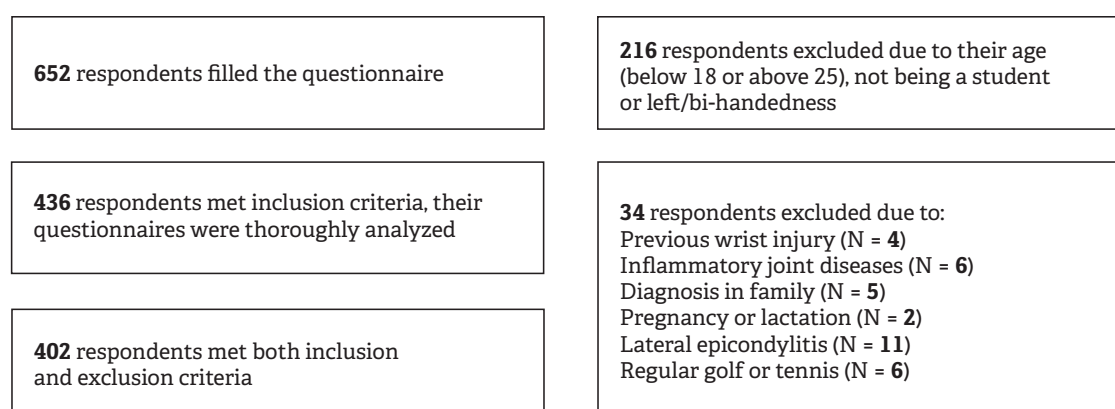 652 respondents filled the questionnaire
216 respondents excluded due to their age
(below 18 or above 25), not being a student
or left/bi-handedness
436 respondents met inclusion criteria, their
questionnaires were thoroughly analyzed
34 respondents excluded due to:
Previous wrist injury (N = 4)
Inflammatory joint diseases (N = 6)
Diagnosis in family (N = 5)
Pregnancy or lactation (N = 2)
Lateral epicondylitis (N = 11)
Regular golf or tennis (N = 6)
402 respondents met both inclusion
and exclusion criteria